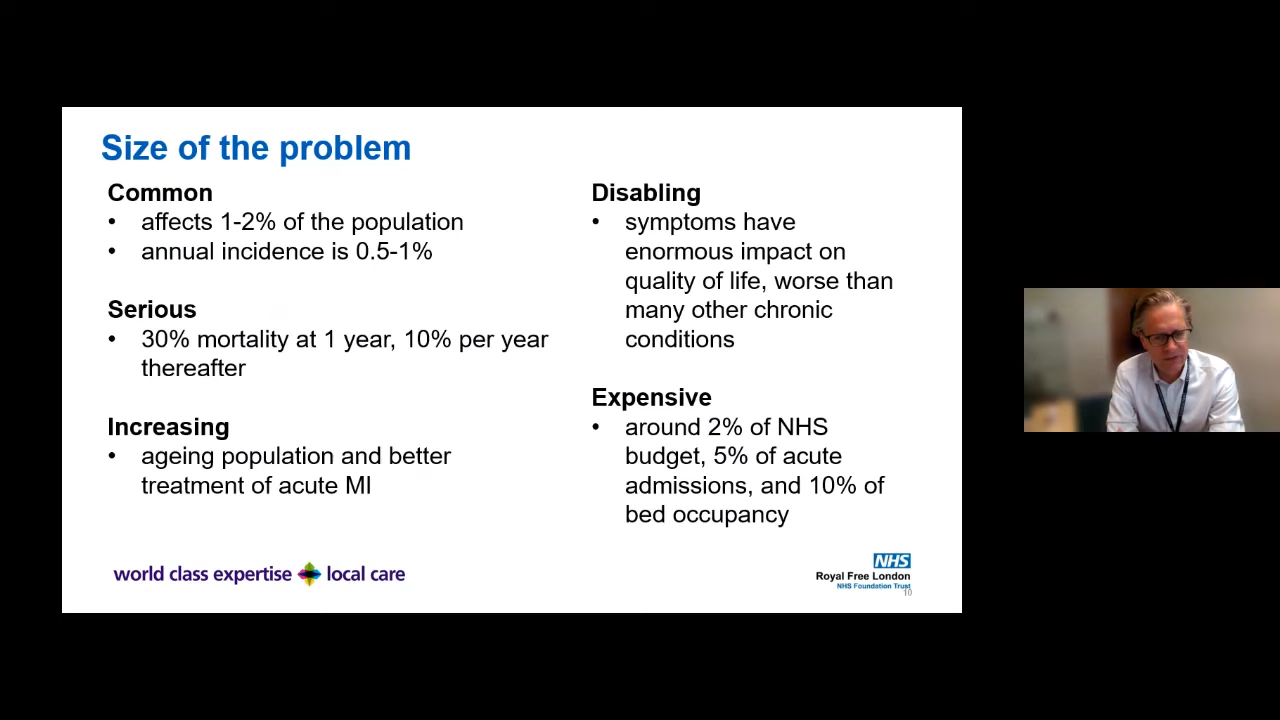 Size of the problem
Common
• affects 1-2% of the population
• annual incidence is 0.5-1%
Serious
• 30% mortality at 1 year, 10% per year
thereafter
Increasing
• ageing population and better
treatment of acute MI
Disabling
• symptoms have
enormous impact on
quality of life, worse than
many other chronic
conditions
Expensive
• around 2% of NHS
budget, 5% of acute
admissions, and 10% of
bed occupancy
world class expertise local care
NHS
Royal Free London
NHS Foundation Trust
10